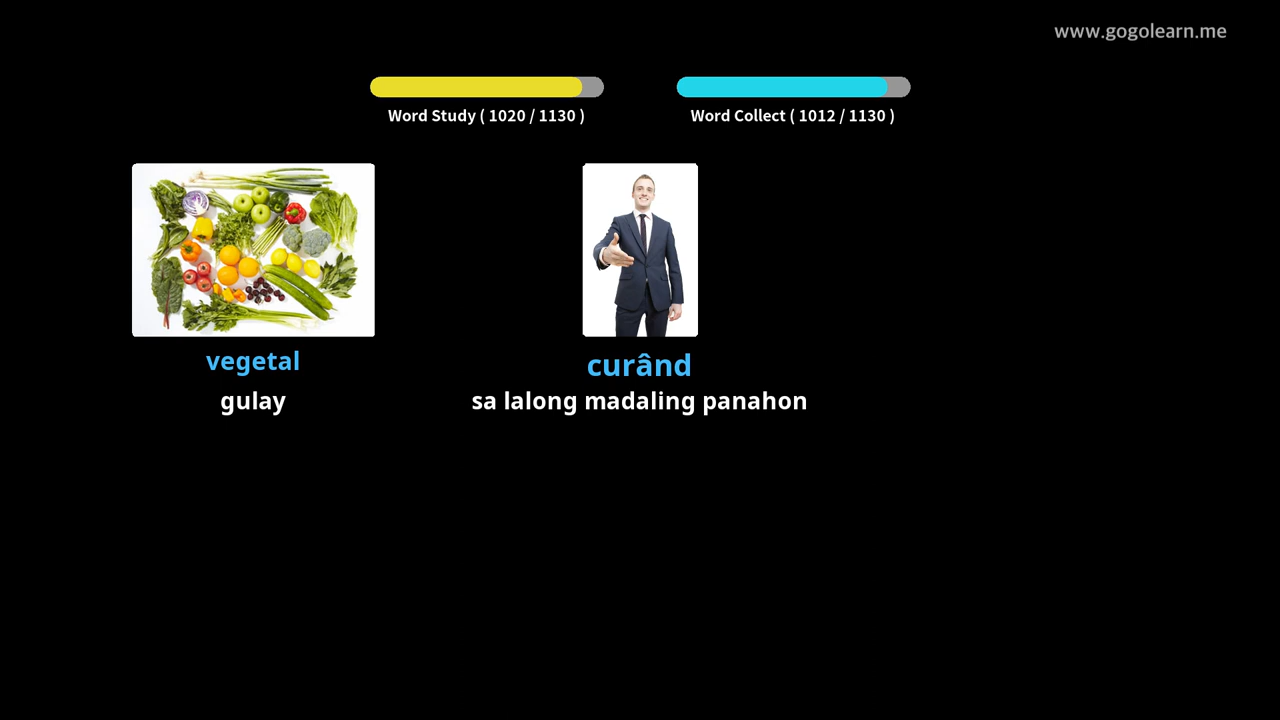 www.gogolearn.me
Word Study ( 1020 / 1130 )
Word Collect ( 1012 / 1130 )
vegetal
gulay
curând
sa lalong madaling panahon